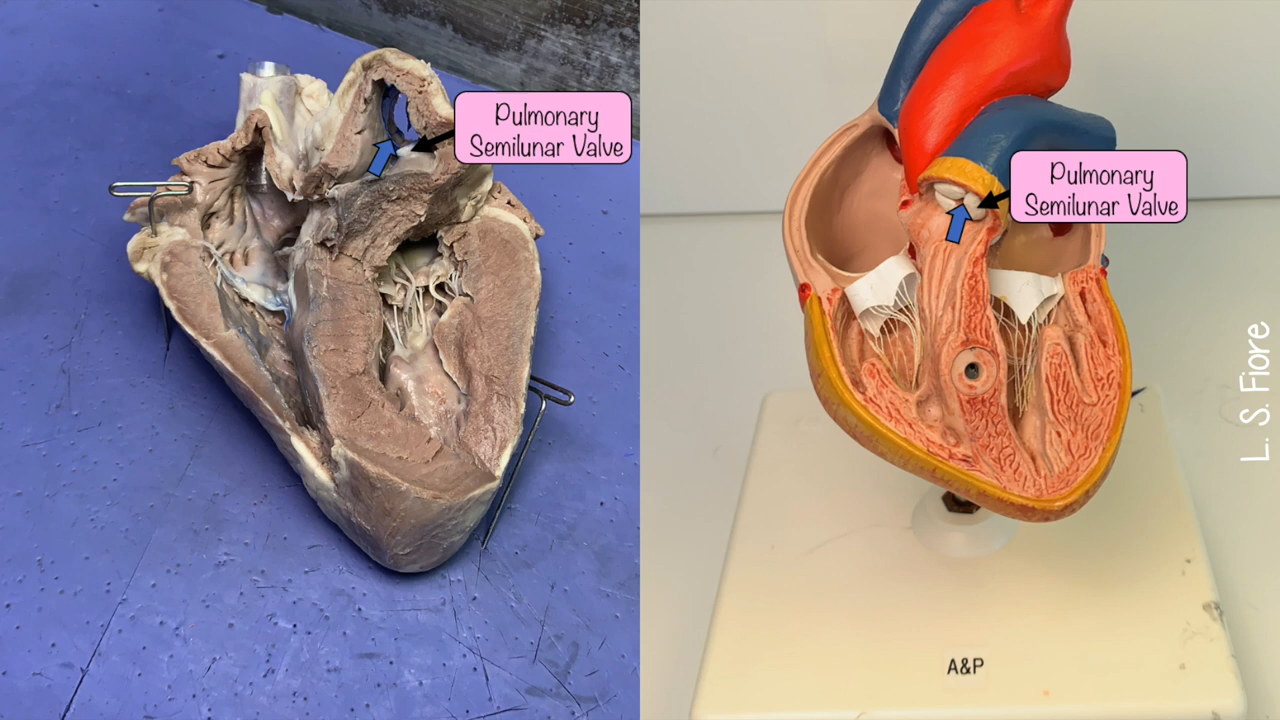 Pulmonary
Semilunar Valve
Pulmonary
Semilunar Valve
L. S. Fiore
A&P